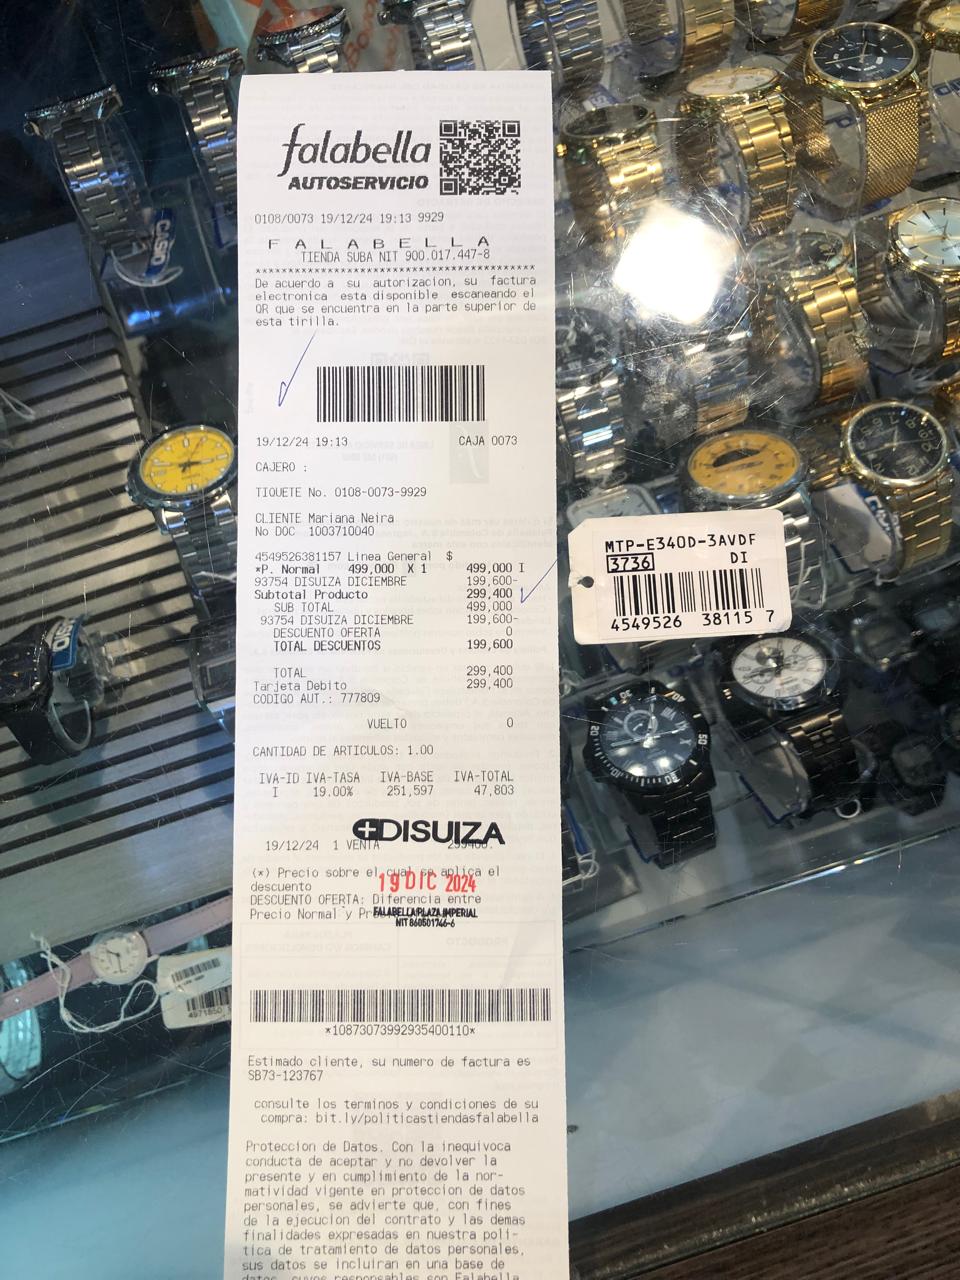 falabella
AUTOSERVICIO
0108/0073 19/12/24 19:13 9929
F A L A B E L L A
TIENDA SUBA NIT 900.017.447-8
****************************************
De acuerdo a su autorizacion, su factura
electronica esta disponible escaneando el
QR que se encuentra en la parte superior de
esta tirilla.
19/12/24 19:13 CAJA 0073
CAJERO :
TIQUETE No. 0108-0073-9929
CLIENTE Mariana Neira
No DOC 1003710040
4549526381157 Linea General $
*P. Normal 499,000 X 1 499,000 I
93754 DISUIZA DICIEMBRE 199,600-
Subtotal Producto 299,400
SUB TOTAL 499,000
93754 DISUIZA DICIEMBRE 199,600-
DESCUENTO OFERTA 0
TOTAL DESCUENTOS 199,600
TOTAL 299,400
Tarjeta Debito 299,400
CODIGO AUT.: 777809
VUELTO 0
CANTIDAD DE ARTICULOS: 1.00
IVA-ID IVA-TASA IVA-BASE IVA-TOTAL
I 19.00% 251,597 47,803
DISUIZA
19/12/24 1 VENTA 299400.
(*) Precio sobre el cual se aplica el
descuento
19 DIC 2024
DESCUENTO OFERTA: Diferencia entre
Precio Normal y
FALABELLA PLAZA IMPERIAL
NIT 860501746-6
*10873073992935400110*
Estimado cliente, su numero de factura es
SB73-123767
consulte los terminos y condiciones de su
compra: bit.ly/politicastiendasfalabella
Proteccion de Datos. Con la inequivoca
conducta de aceptar y no devolver la
presente y en cumplimiento de la nor-
matividad vigente en proteccion de datos
personales, se advierte que, con fines
de la ejecucion del contrato y las demas
finalidades expresadas en nuestra poli-
tica de tratamiento de datos personales,
sus datos se incluiran en una base de
datos, cuyos responsables son Falabella
MTP-E340D-3AVDF
3736 DI
4549526 38115 7
CASIO
CASIO